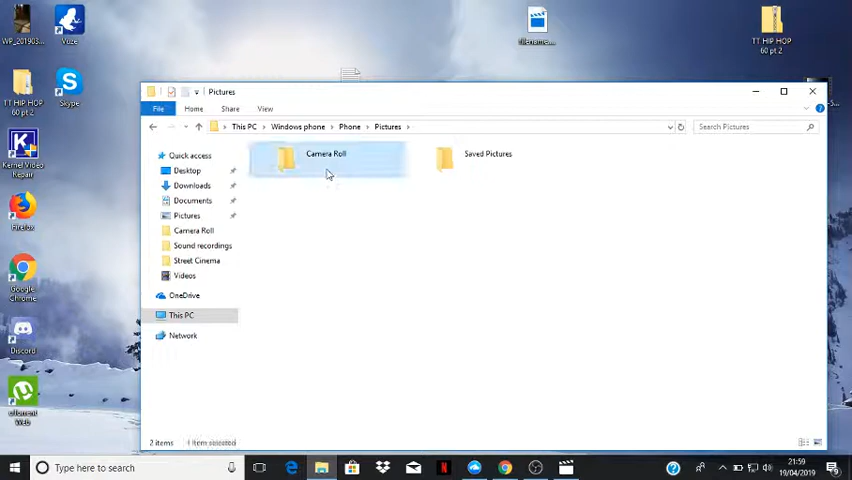 WP_201903...
Vuze
filename....
TT HIP HOP
60 pt 2
TT HIP HOP
60 pt 2
Skype
Kernel Video
Repair
Firefox
Google
Chrome
Discord
uTorrent
Web
Pictures
File
Home
Share
View
This PC
Windows phone
Phone
Pictures
Search Pictures
Quick access
Desktop
Downloads
Documents
Pictures
Camera Roll
Sound recordings
Street Cinema
Videos
OneDrive
This PC
Network
Camera Roll
Saved Pictures
2 items
1 item selected
Type here to search
21:59
19/04/2019